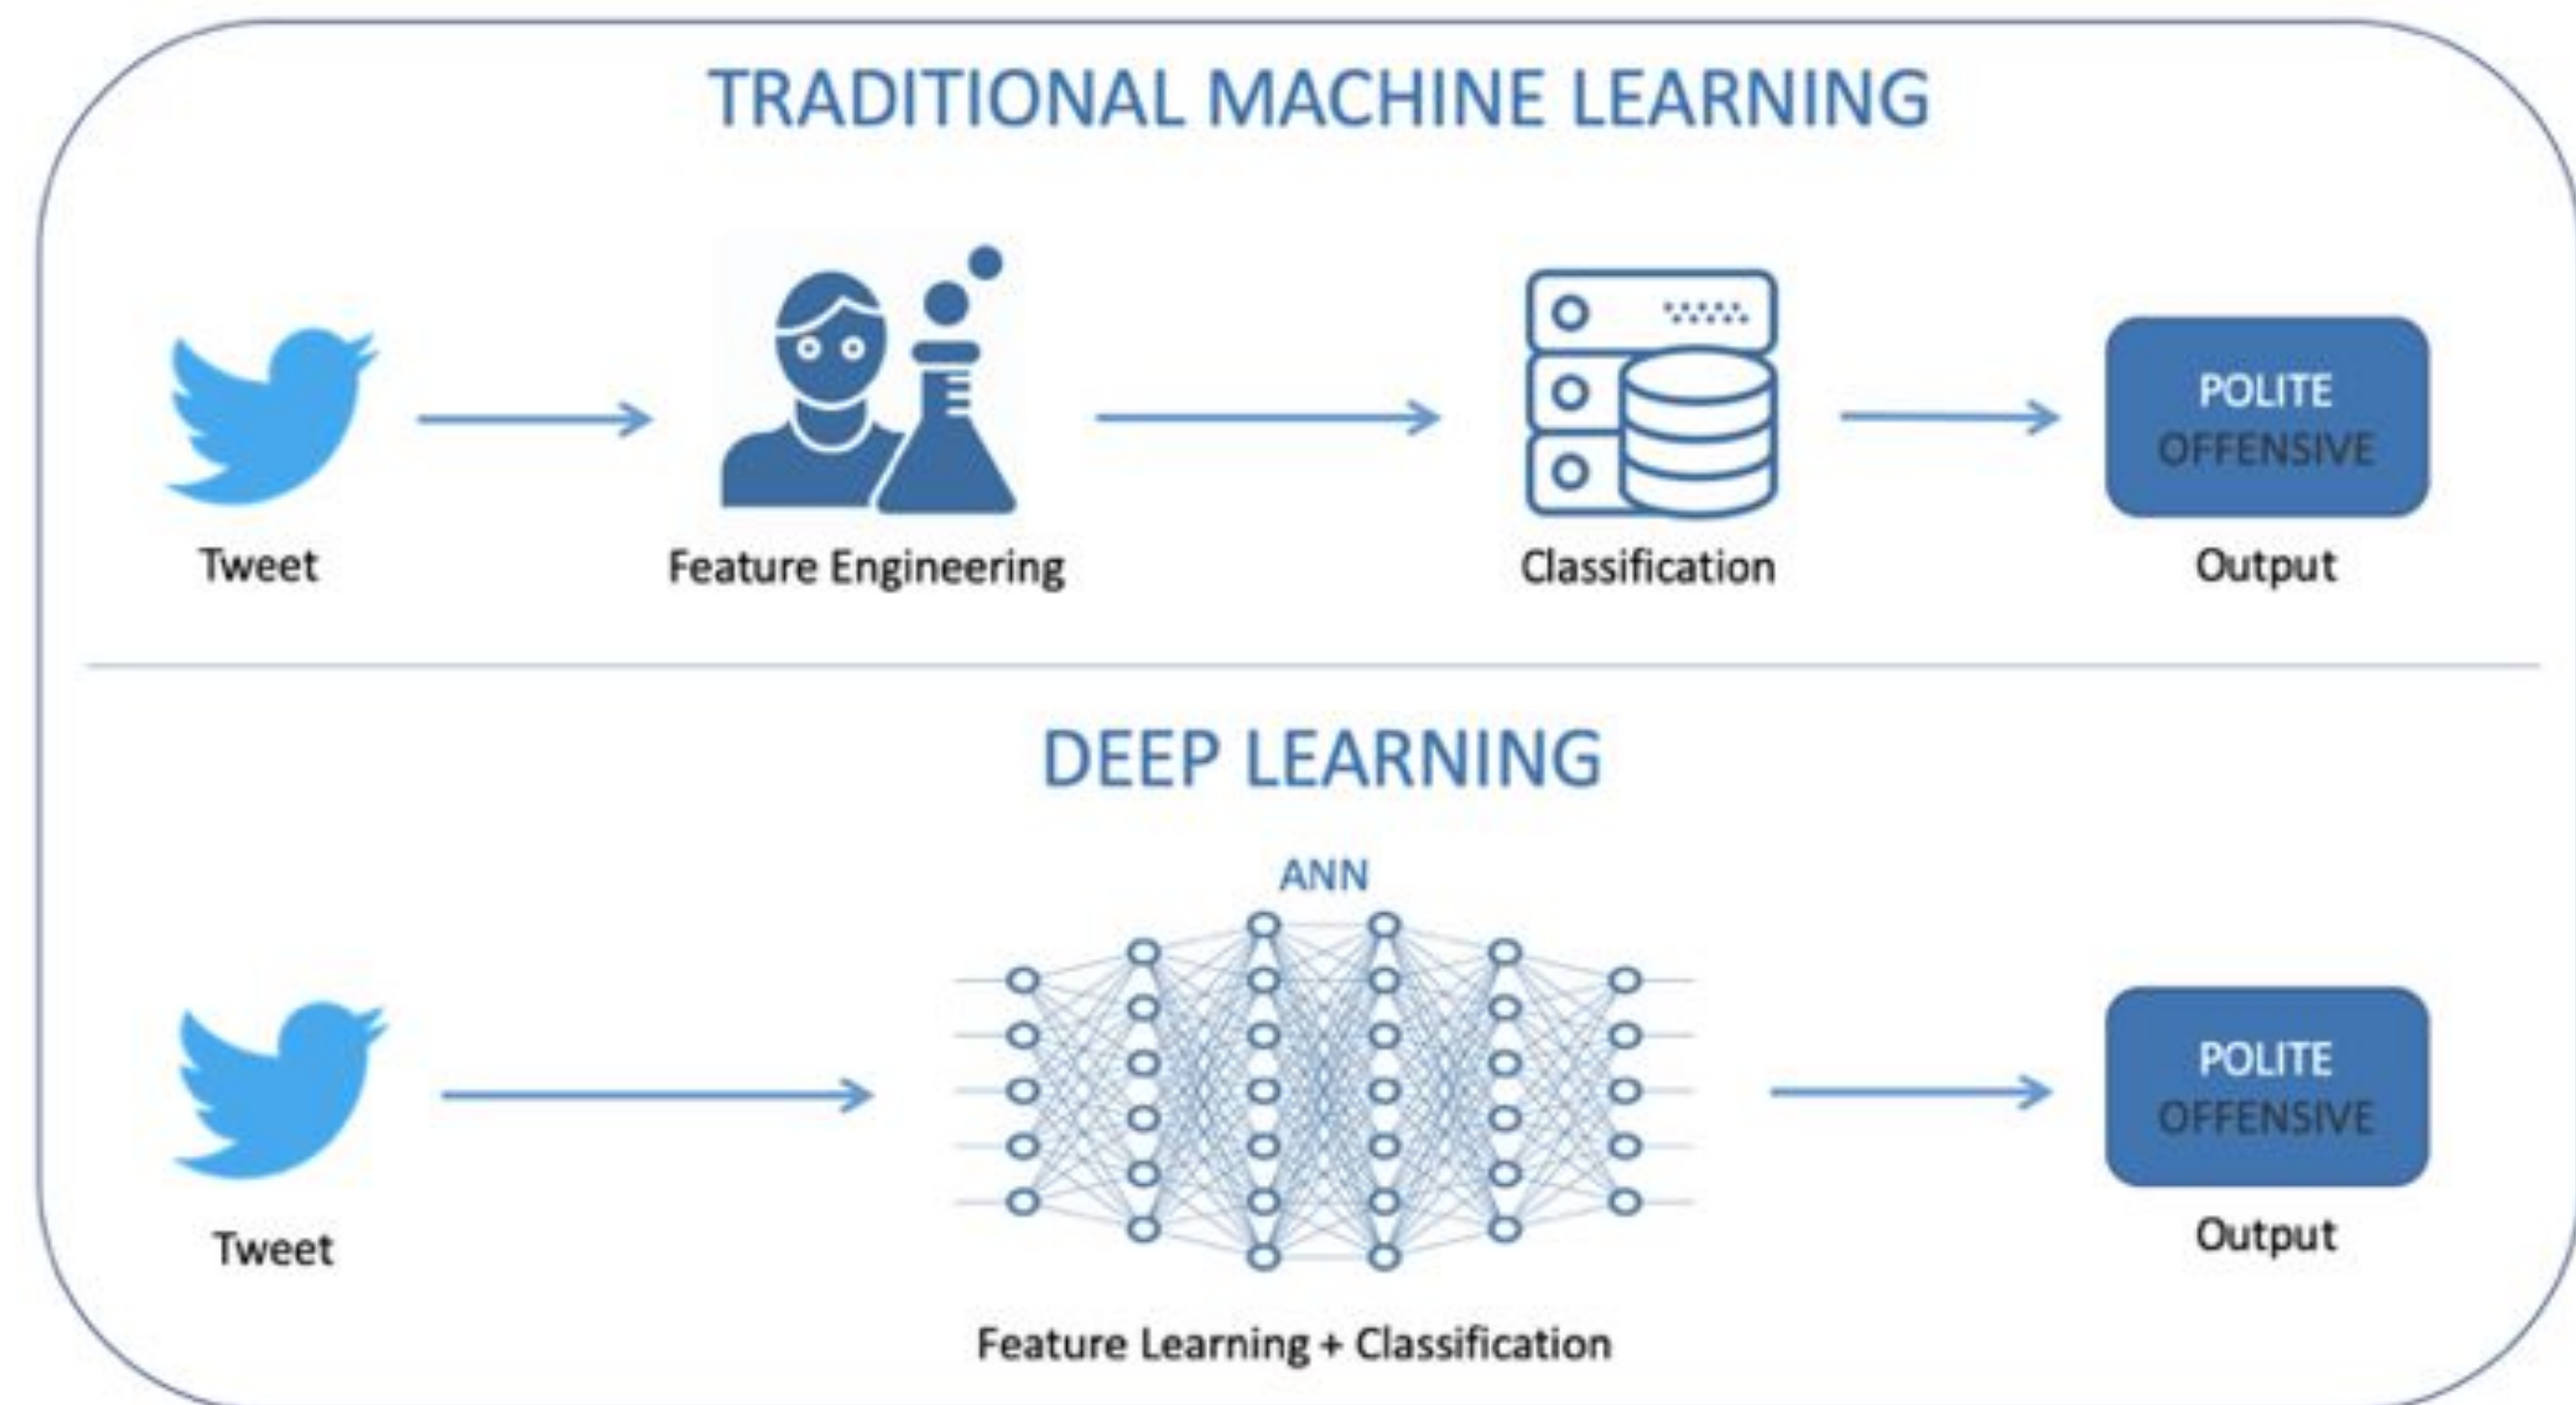 TRADITIONAL MACHINE LEARNING
POLITE
OFFENSIVE
Tweet
Feature Engineering
Classification
Output
DEEP LEARNING
ANN
POLITE
OFFENSIVE
Tweet
Output
Feature Learning + Classification